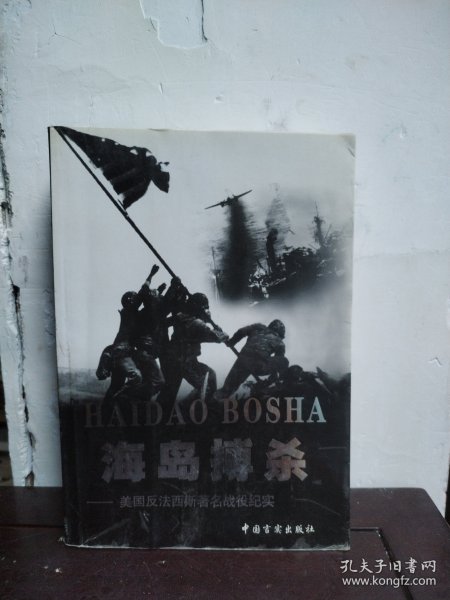 HAIDAO BOSHA
海岛搏杀
——美国反法西斯著名战役纪实
中国言实出版社
孔夫子旧书网
www.kongfz.com